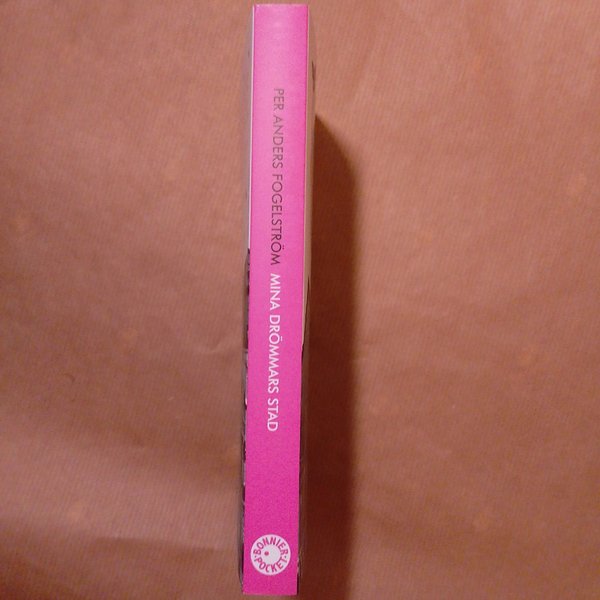 PER ANDERS FOGELSTRÖM MINA DRÖMMARS STAD
BONNIER POCKET